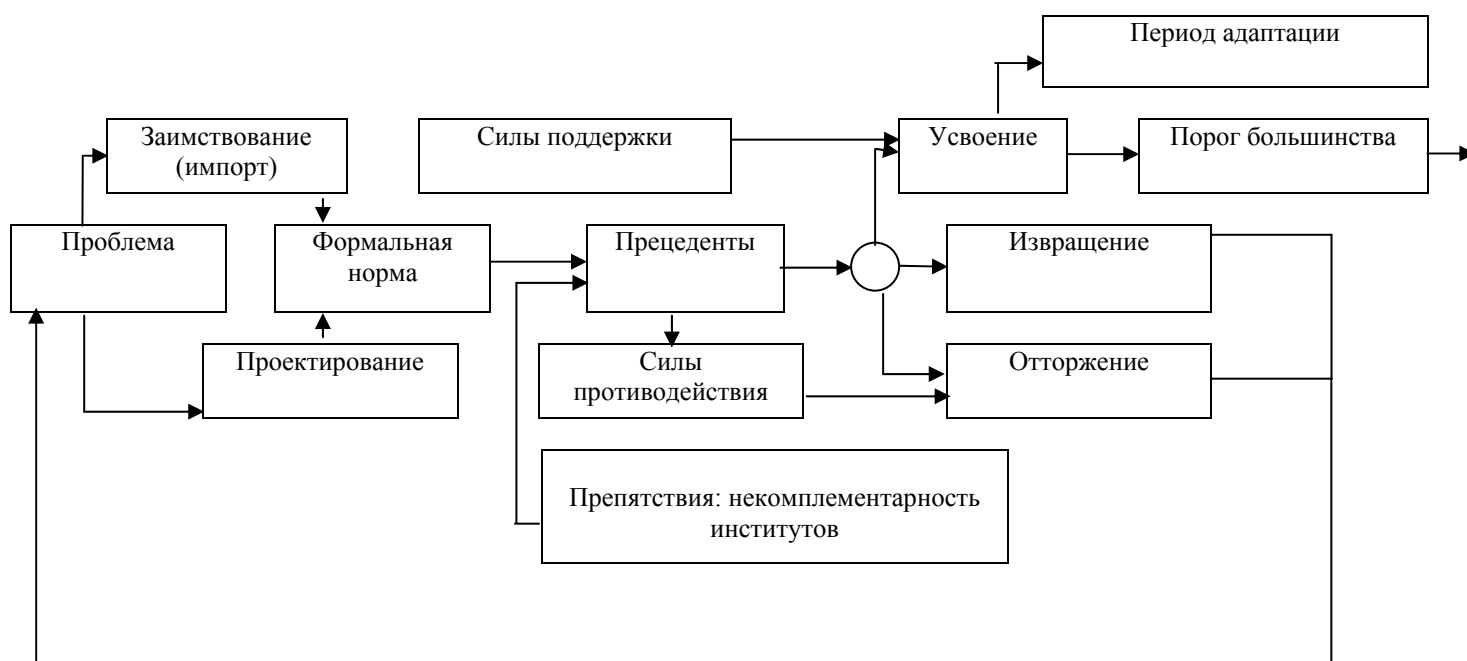 Период адаптации
Заимствование
(импорт)
Силы поддержки
Усвоение
Порог большинства
Проблема
Формальная
норма
Прецеденты
Извращение
Проектирование
Силы
противодействия
Отторжение
Препятствия: некомплементарность
институтов